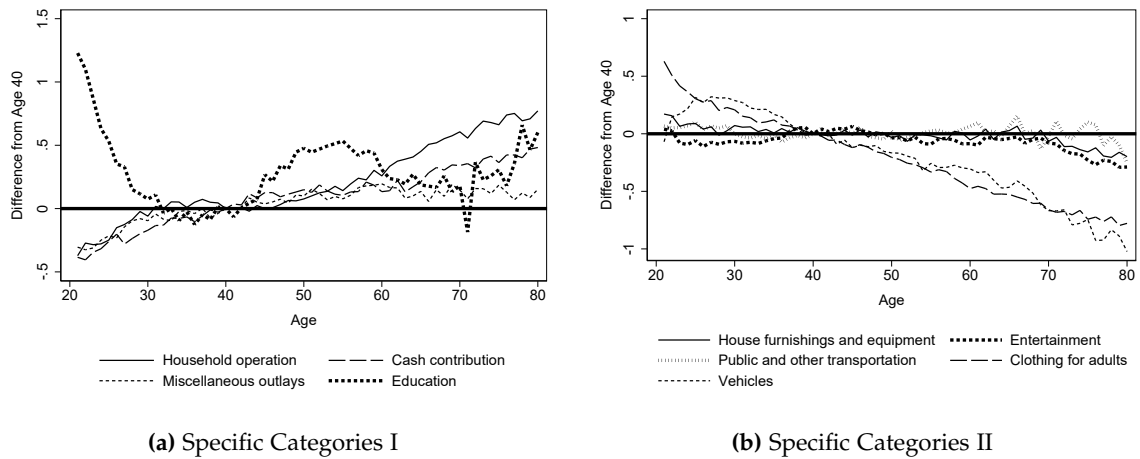 1.5
1
.5
0
-.5
Difference from Age 40
20 30 40 50 60 70 80
Age
Household operation Cash contribution
Miscellaneous outlays Education
(a) Specific Categories I
1
.5
0
-.5
-1
Difference from Age 40
20 30 40 50 60 70 80
Age
House furnishings and equipment Entertainment
Public and other transportation Clothing for adults
Vehicles
(b) Specific Categories II